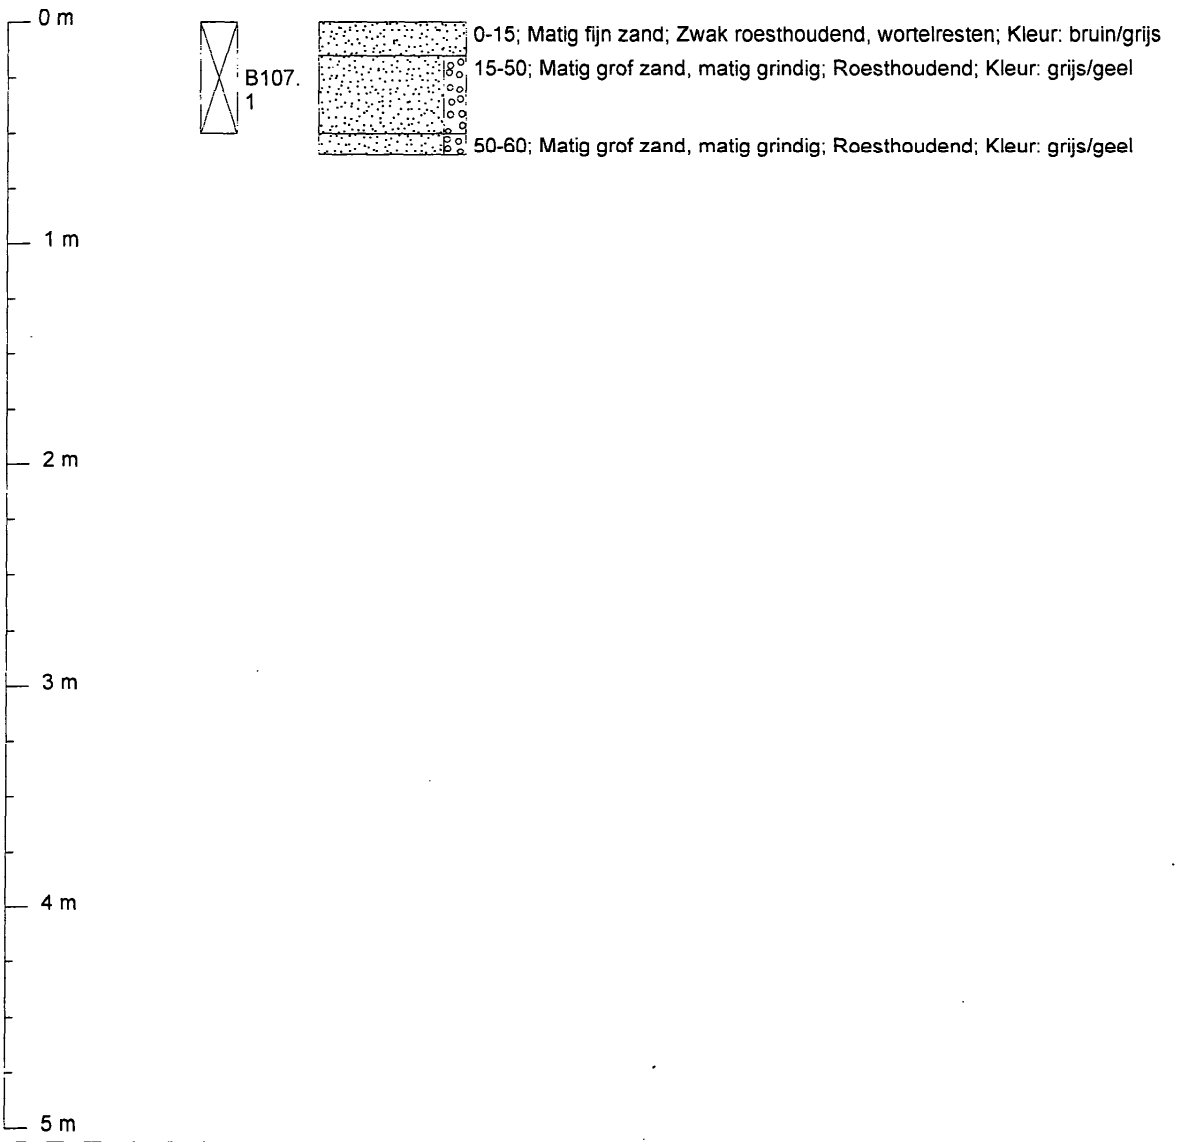 0 m
0-15; Matig fijn zand; Zwak roesthoudend, wortelresten; Kleur: bruin/grijs
15-50; Matig grof zand, matig grindig; Roesthoudend; Kleur: grijs/geel
B107.
1
50-60; Matig grof zand, matig grindig; Roesthoudend; Kleur: grijs/geel
1 m
2 m
3 m
4 m
5 m